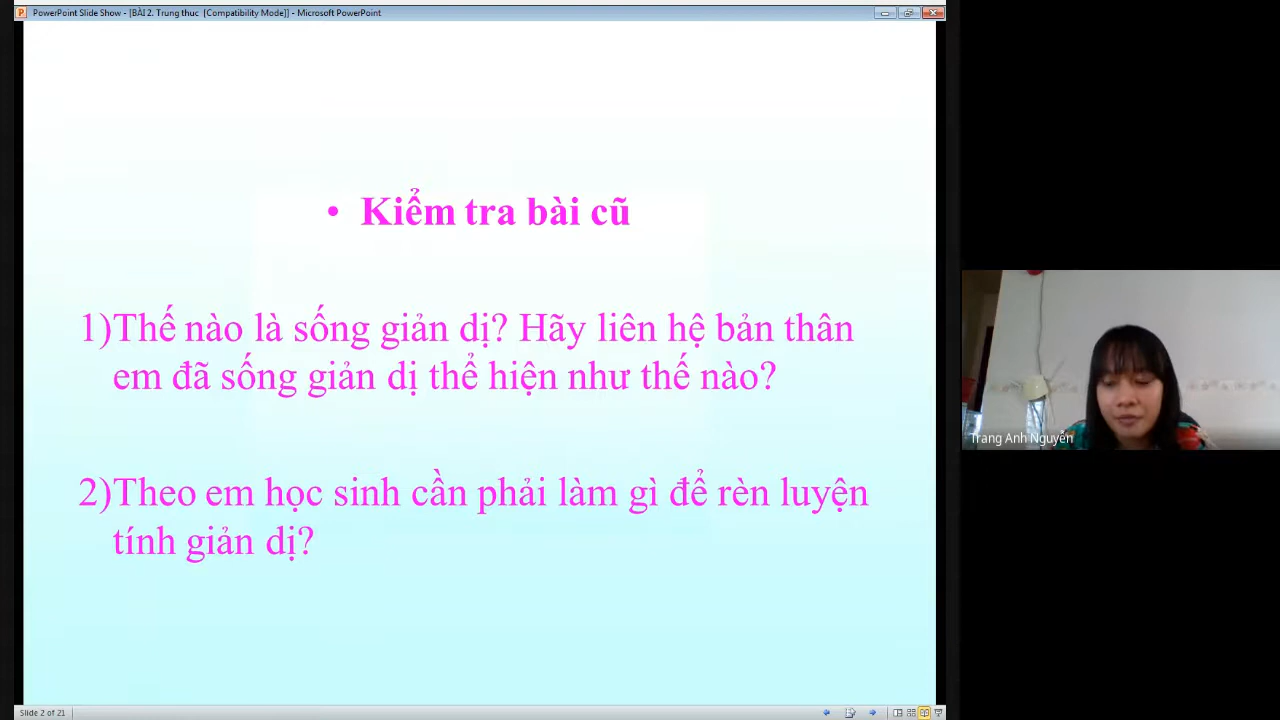 PowerPoint Slide Show - [BÀI 2. Trung thuc [Compatibility Mode]] - Microsoft PowerPoint
• Kiểm tra bài cũ
1)Thế nào là sống giản dị? Hãy liên hệ bản thân
em đã sống giản dị thể hiện như thế nào?
2)Theo em học sinh cần phải làm gì để rèn luyện
tính giản dị?
Trang Anh Nguyễn
Slide 2 of 21